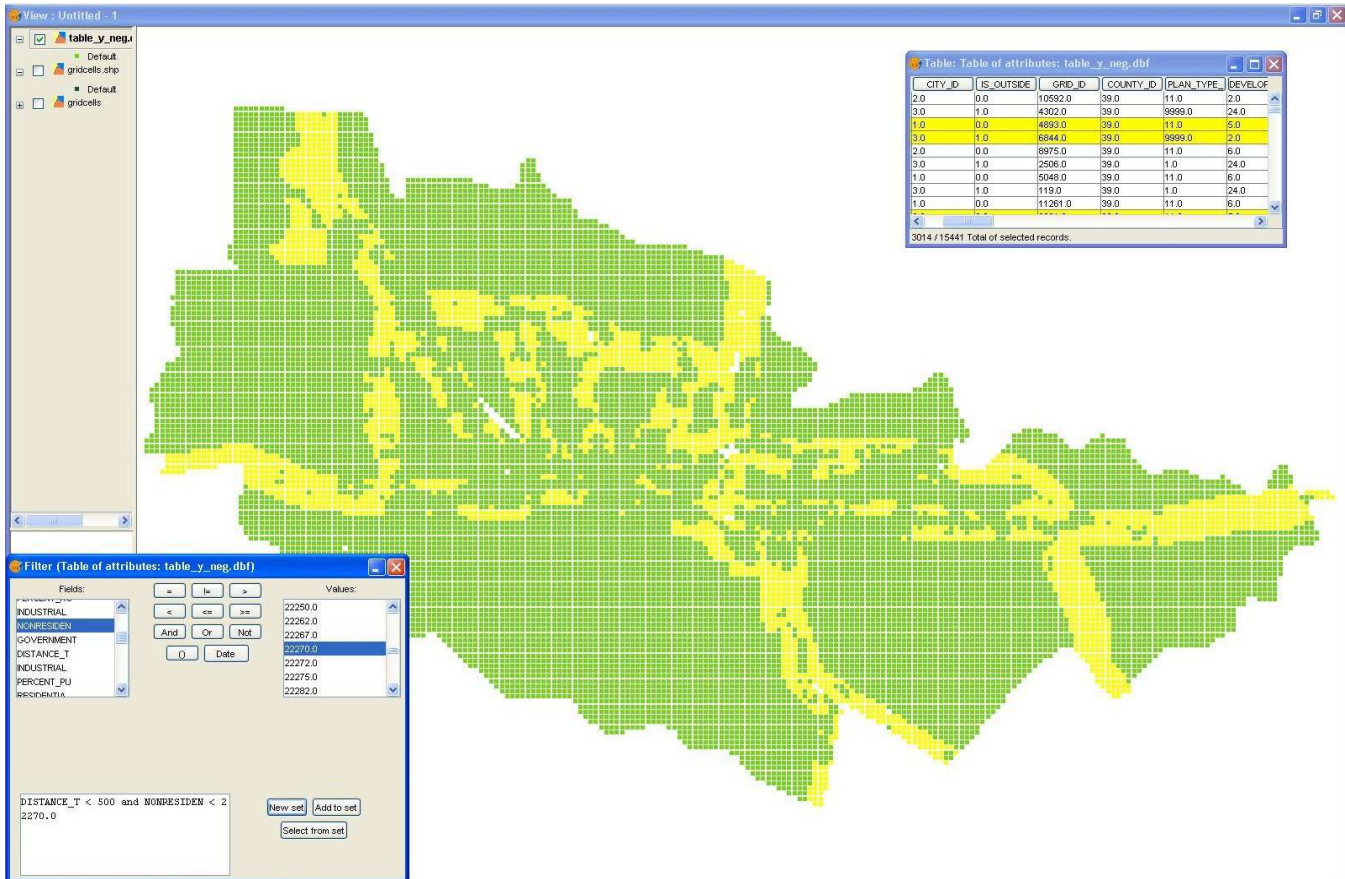 View : Untitled - 1
table_y_neg.
Default
gridcells.shp
Default
gridcells
Table: Table of attributes: table_y_neg.dbf
CITY_ID IS_OUTSIDE GRID_ID COUNTY_ID PLAN_TYPE_ DEVELOP
2.0 0.0 10592.0 39.0 11.0 2.0
3.0 1.0 4302.0 39.0 9999.0 24.0
1.0 0.0 4893.0 39.0 11.0 5.0
3.0 1.0 6844.0 39.0 9999.0 2.0
2.0 0.0 8975.0 39.0 11.0 6.0
3.0 1.0 2506.0 39.0 1.0 24.0
1.0 0.0 5048.0 39.0 11.0 6.0
3.0 1.0 119.0 39.0 1.0 24.0
1.0 0.0 11261.0 39.0 11.0 6.0
3014 / 15441 Total of selected records.
Filter (Table of attributes: table_y_neg.dbf)
Fields:
INDUSTRIAL
NONRESIDEN
GOVERNMENT
DISTANCE_T
INDUSTRIAL
PERCENT_PU
RESIDENTIA
= != >
< <= >=
And Or Not
() Date
Values:
22250.0
22262.0
22267.0
22270.0
22272.0
22275.0
22282.0
DISTANCE_T < 500 and NONRESIDEN < 2
2270.0
New set Add to set
Select from set